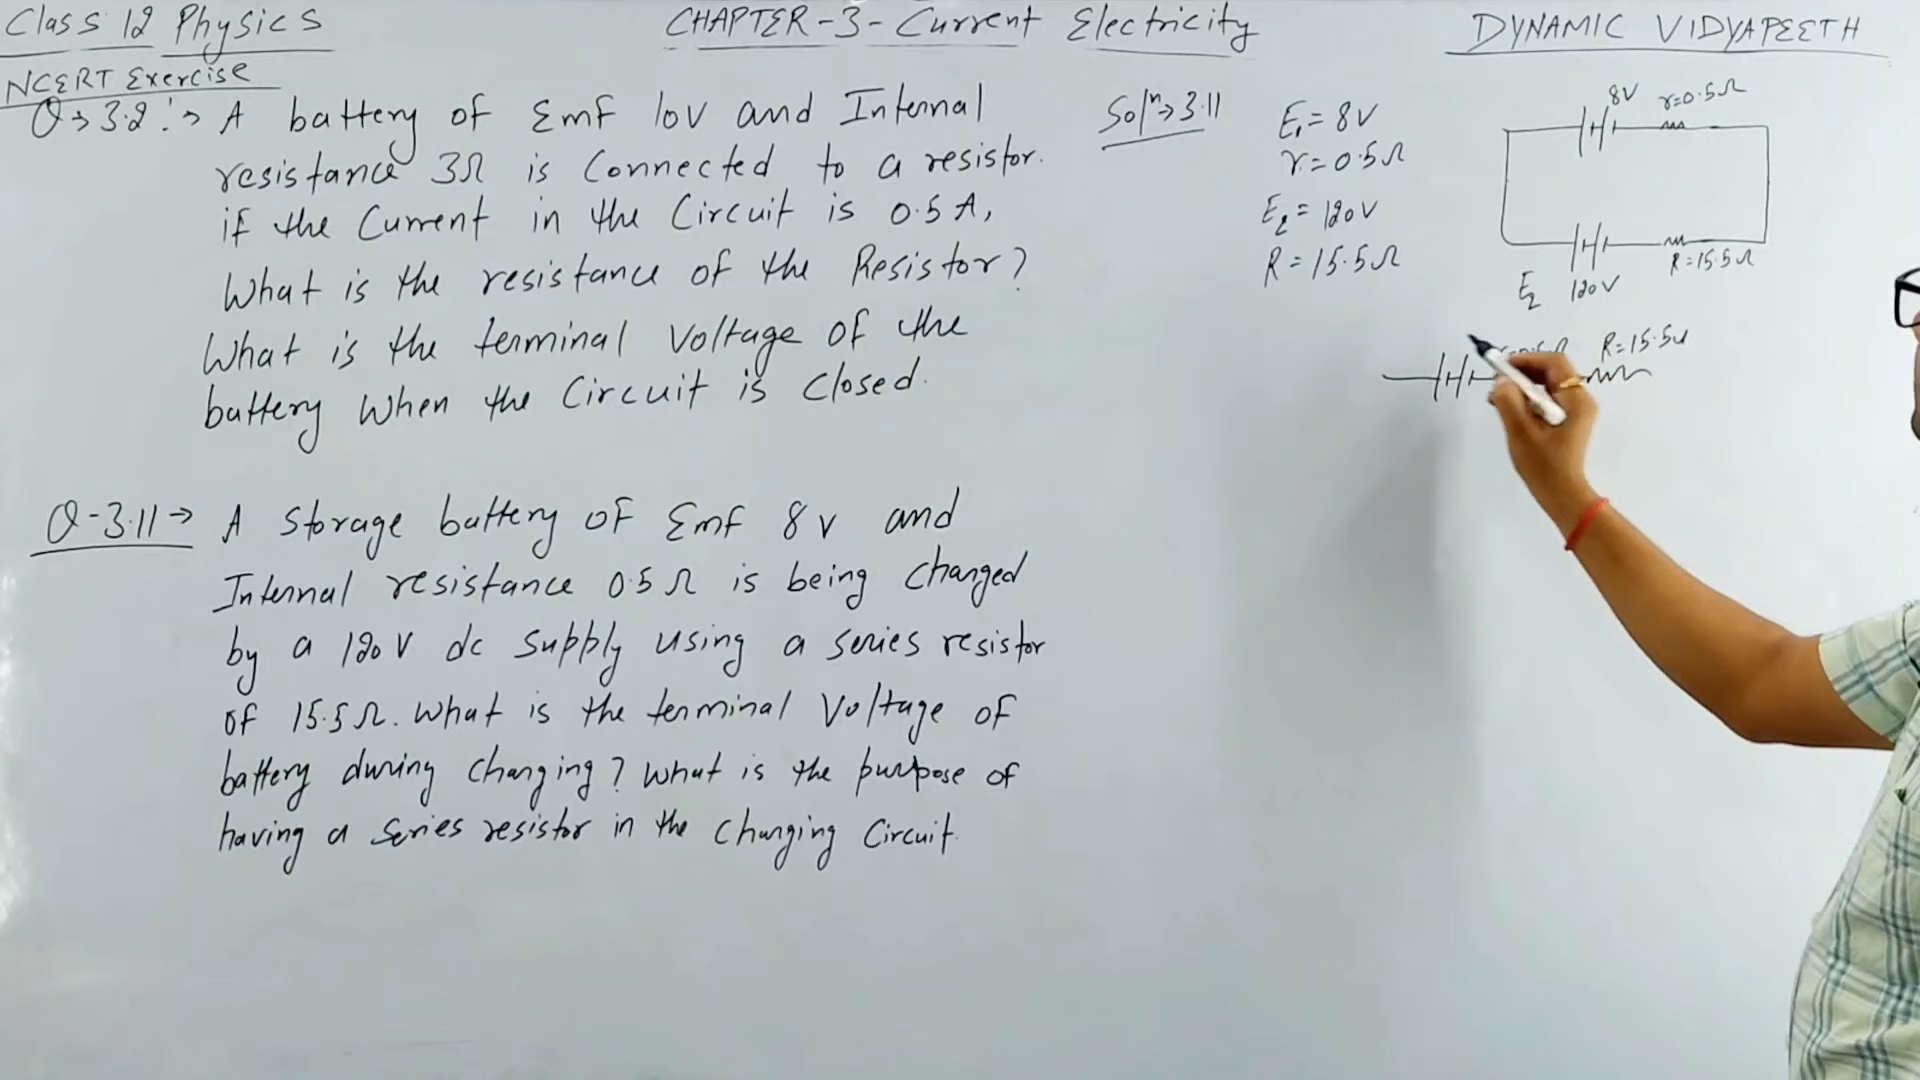 Class 12 Physics
CHAPTER-3-Current Electricity
DYNAMIC VIDYAPEETH
NCERT Exercise
Q→3.2:→ A battery of Emf 10V and Internal
resistance 3Ω is Connected to a resistor.
if the Current in the Circuit is 0.5A,
What is the resistance of the Resistor?
What is the terminal Voltage of the
battery When the Circuit is Closed.
Q-3.11→ A Storage battery of Emf 8V and
Internal resistance 0.5Ω is being charged
by a 120V dc supply using a series resistor
of 15.5Ω. What is the terminal Voltage of
battery during charging? What is the purpose of
having a series resistor in the charging Circuit.
Solⁿ→3.11
E₁=8V
r=0.5Ω
E₂=120V
R=15.5Ω
8V
r=0.5Ω
R=15.5Ω
E₂ 120V
R=15.5Ω